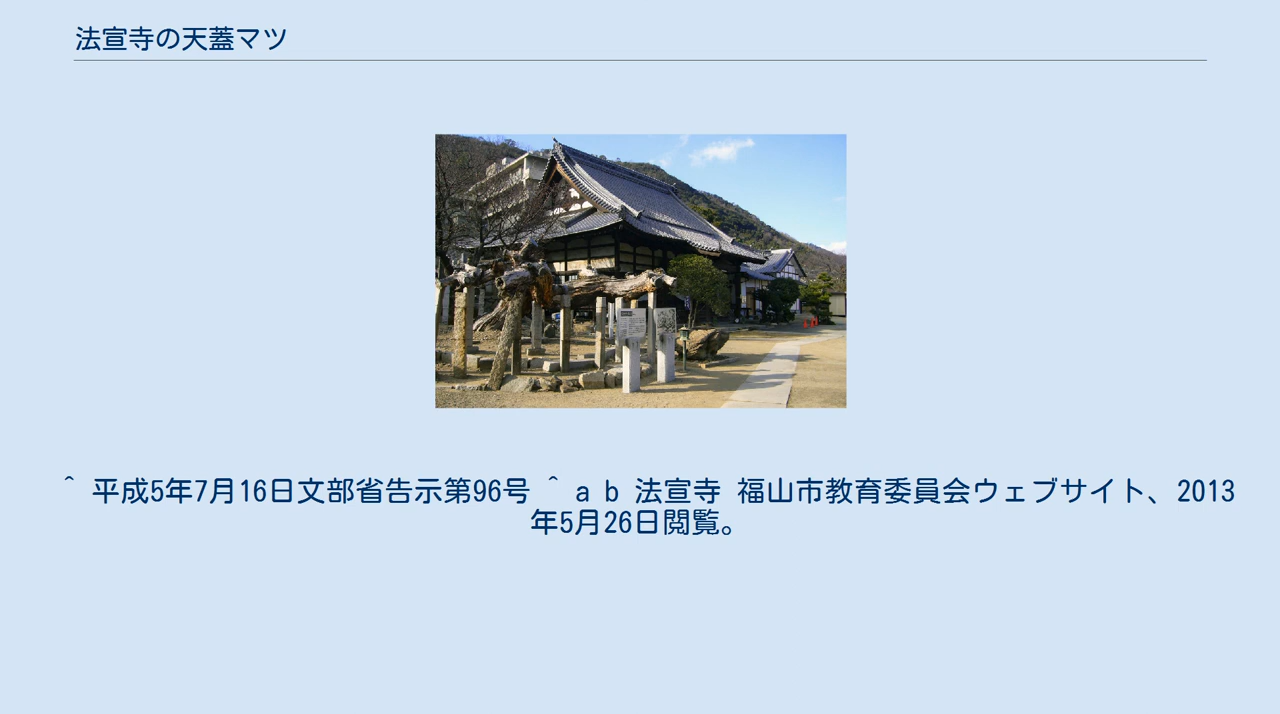 法宣寺の天蓋マツ
^ 平成5年7月16日文部省告示第96号 ^ a b 法宣寺 福山市教育委員会ウェブサイト、2013
年5月26日閲覧。